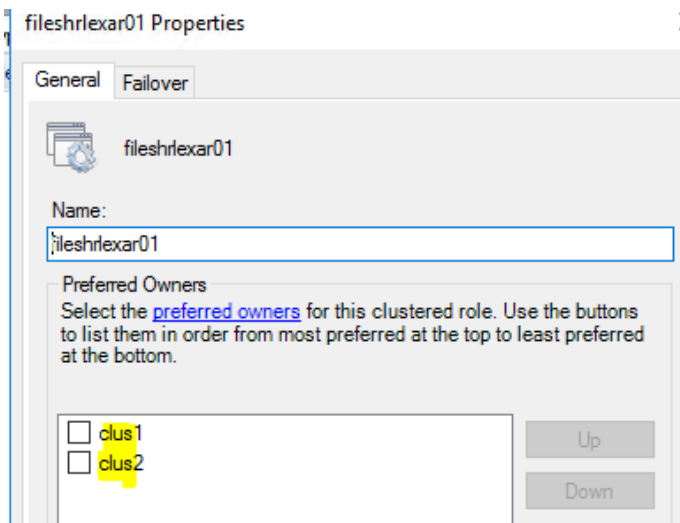 fileshrlexar01 Properties
General Failover
fileshrlexar01
Name:
fileshrlexar01
Preferred Owners
Select the preferred owners for this clustered role. Use the buttons
to list them in order from most preferred at the top to least preferred
at the bottom.
clus1
Up
clus2
Down